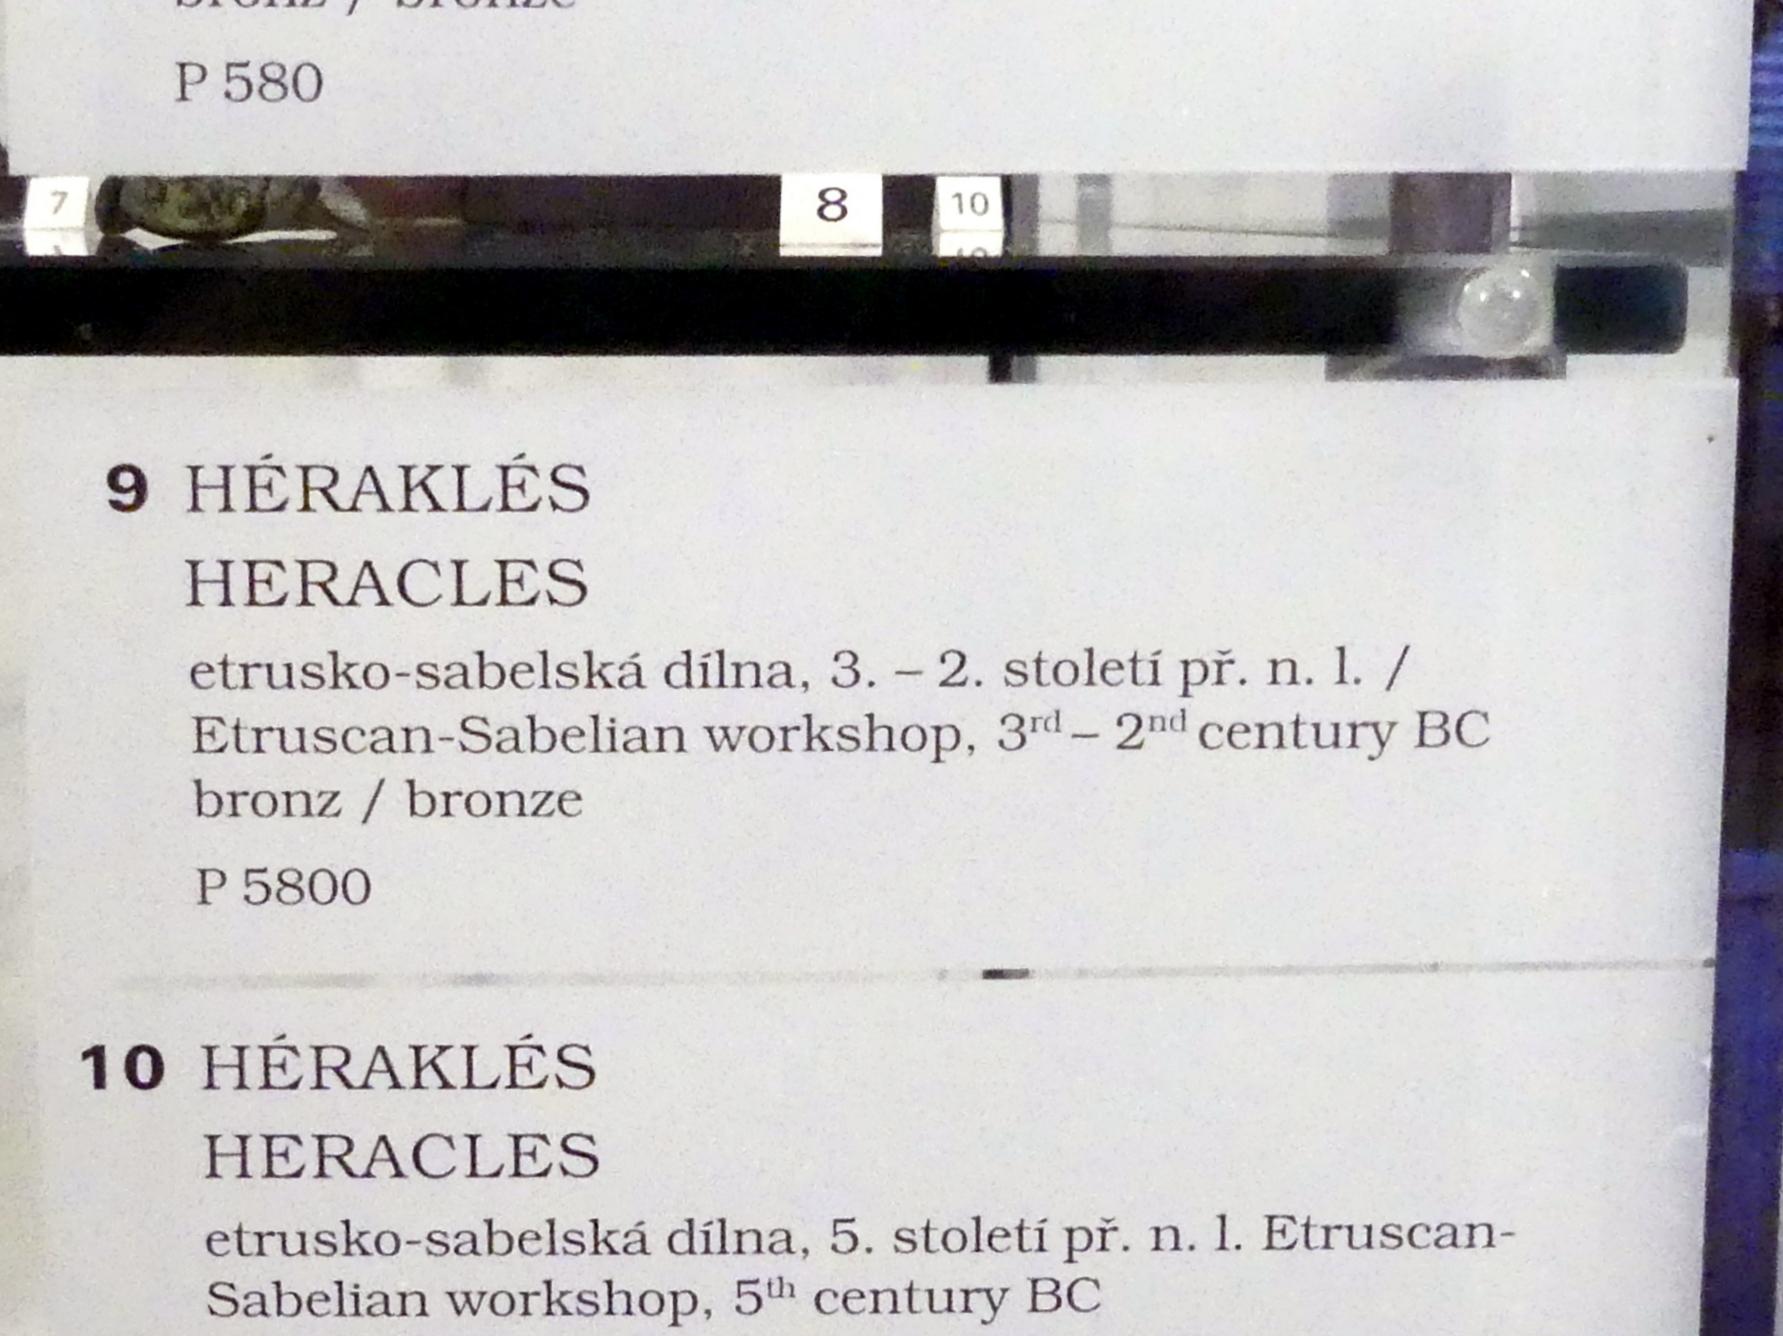 bronz / bronze
P 580
7 8 10
9 HÉRAKLÉS
HERACLES
etrusko-sabelská dílna, 3. – 2. století př. n. l. /
Etruscan-Sabelian workshop, 3rd – 2nd century BC
bronz / bronze
P 5800
10 HÉRAKLÉS
HERACLES
etrusko-sabelská dílna, 5. století př. n. l. Etruscan-
Sabelian workshop, 5th century BC